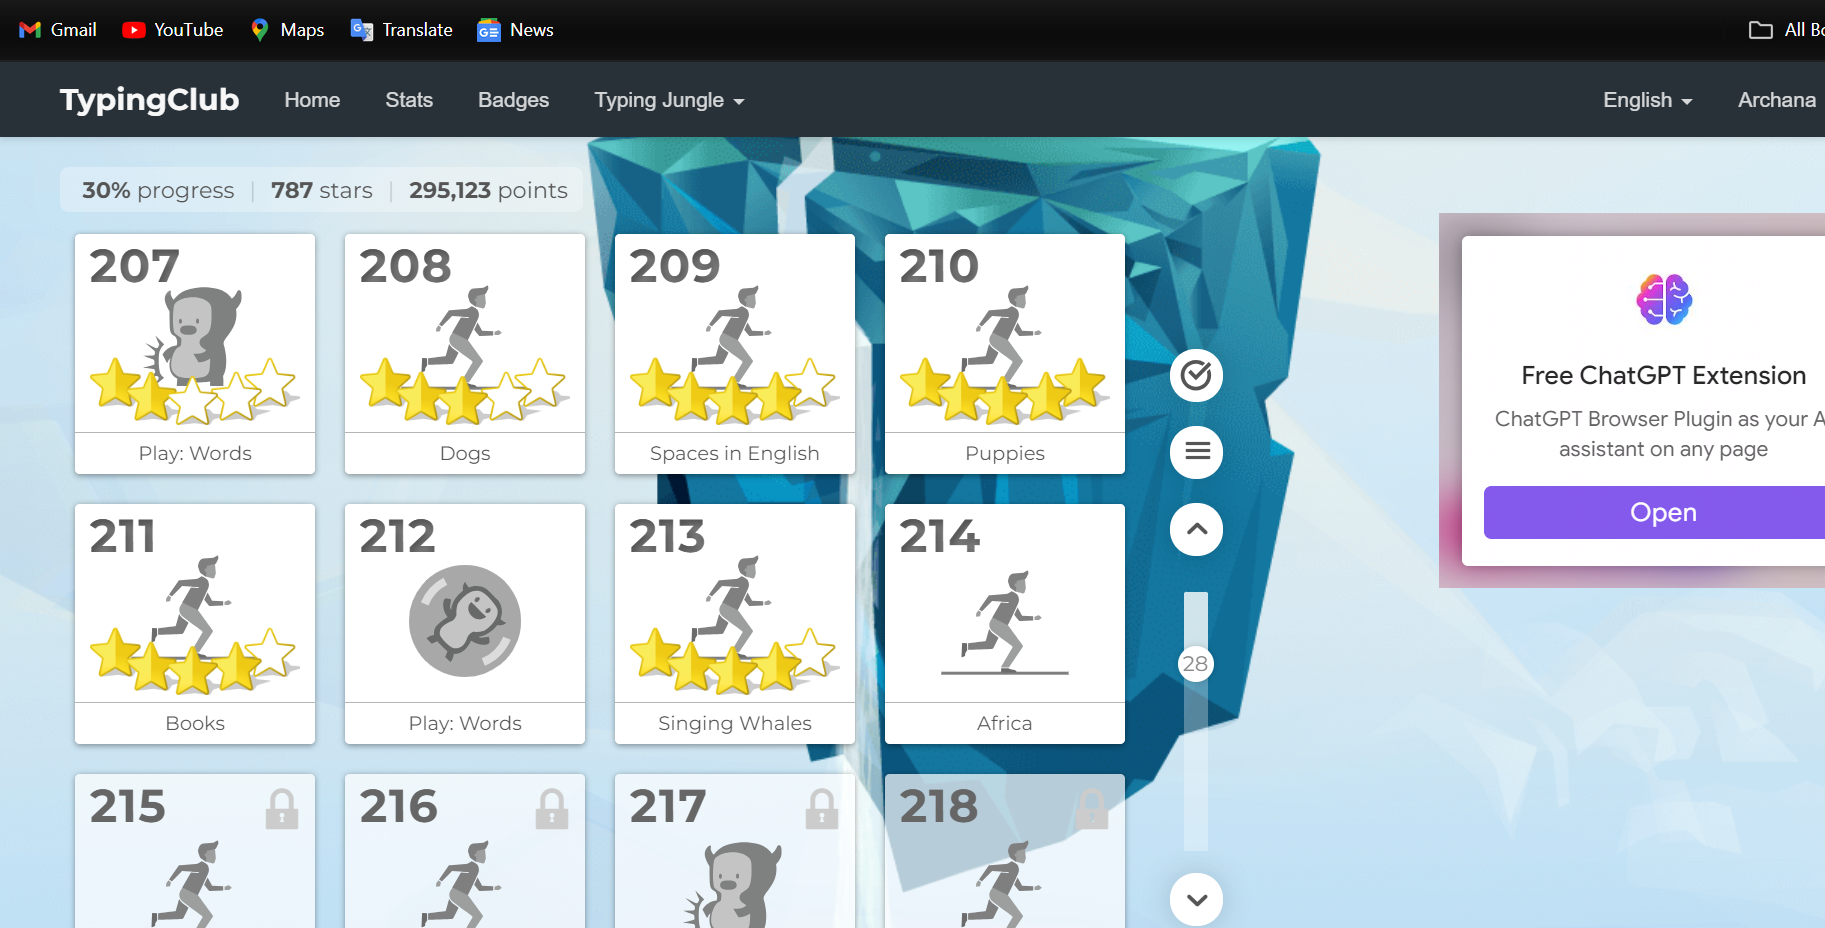 Gmail YouTube Maps Translate News All Bo
TypingClub Home Stats Badges Typing Jungle English Archana
30% progress | 787 stars | 295,123 points
207 208 209 210
Play: Words Dogs Spaces in English Puppies
Free ChatGPT Extension
ChatGPT Browser Plugin as your A
assistant on any page
Open
211 212 213 214
28
Books Play: Words Singing Whales Africa
215 216 217 218